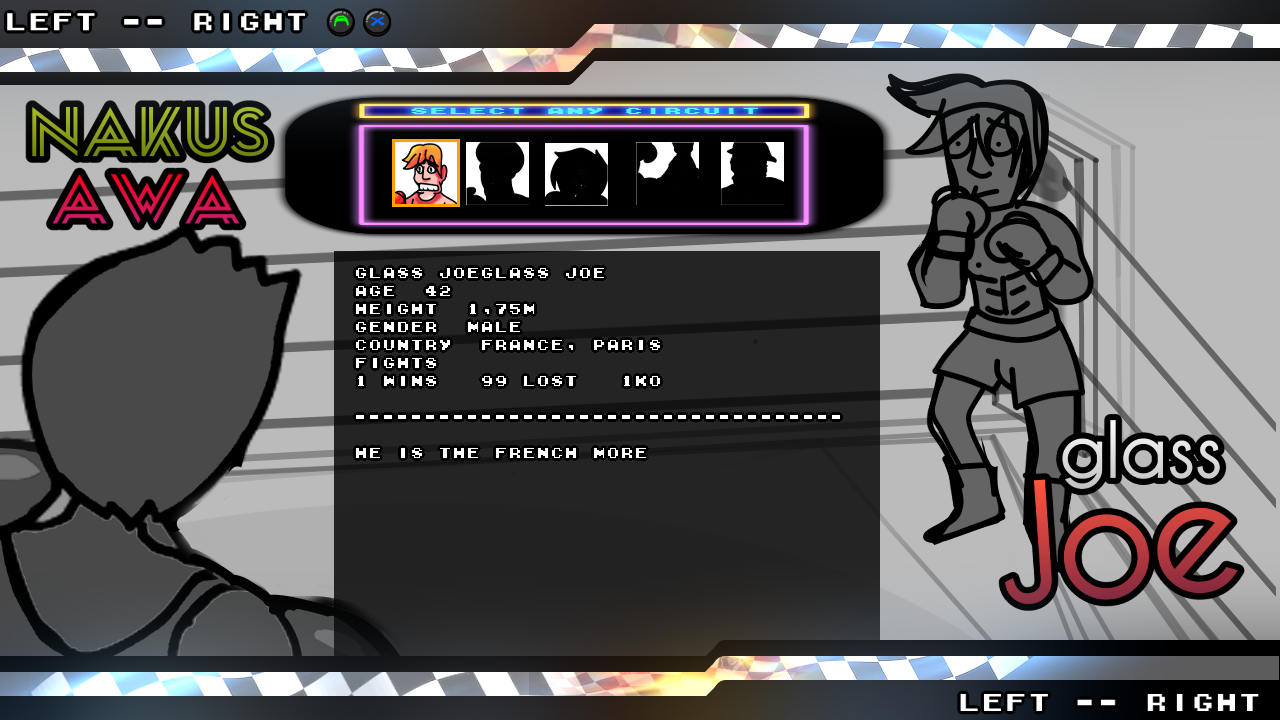 LEFT -- RIGHT
NAKUS
AWA
SELECT ANY CIRCUIT
GLASS JOEGLASS JOE
AGE 42
HEIGHT 1,75M
GENDER MALE
COUNTRY FRANCE, PARIS
FIGHTS
1 WINS 99 LOST 1KO
-----------------------------------
HE IS THE FRENCH MORE
glass
Joe
LEFT -- RIGHT